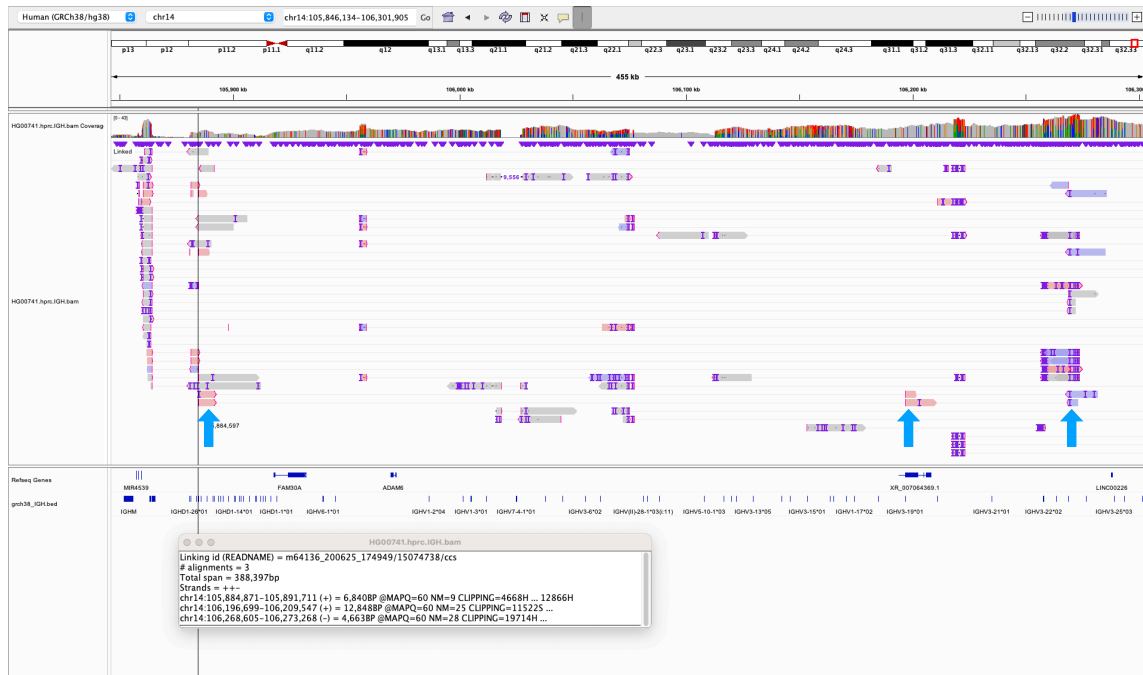 Human (GRCh38/hg38) chr14 chr14:105,846,134-106,301,905 Go
p13 p12 p11.2 p11.1 q11.2 q12 q13.1 q13.3 q21.1 q21.2 q21.3 q22.1 q22.3 q23.1 q23.2 q23.3 q24.1 q24.2 q24.3 q31.1 q31.2 q31.3 q32.11 q32.13 q32.2 q32.31 q32.33
455 kb
105,900 kb 106,000 kb 106,100 kb 106,200 kb 106,300
HG00741.hprc.IGH.bam Coverag
[0 - 43]
Linked
9,556
HG00741.hprc.IGH.bam
,884,597
Refseq Genes
MIR4539 FAM30A ADAM6 XR_007064369.1 LINC00226
grch38_IGH.bed
IGHM IGHD1-26*01 IGHD1-14*01 IGHD1-1*01 IGHV6-1*01 IGHV1-2*04 IGHV1-3*01 IGHV7-4-1*01 IGHV3-6*02 IGHV(II)-28-1*03(i.11) IGHV5-10-1*03 IGHV3-13*05 IGHV3-15*01 IGHV1-17*02 IGHV3-19*01 IGHV3-21*01 IGHV3-22*02 IGHV3-25*03
HG00741.hprc.IGH.bam
Linking id (READNAME) = m64136_200625_174949/15074738/ccs
# alignments = 3
Total span = 388,397bp
Strands = ++-
chr14:105,884,871-105,891,711 (+) = 6,840BP @MAPQ=60 NM=9 CLIPPING=4668H ... 12866H
chr14:106,196,699-106,209,547 (+) = 12,848BP @MAPQ=60 NM=25 CLIPPING=11522S ...
chr14:106,268,605-106,273,268 (-) = 4,663BP @MAPQ=60 NM=28 CLIPPING=19714H ...